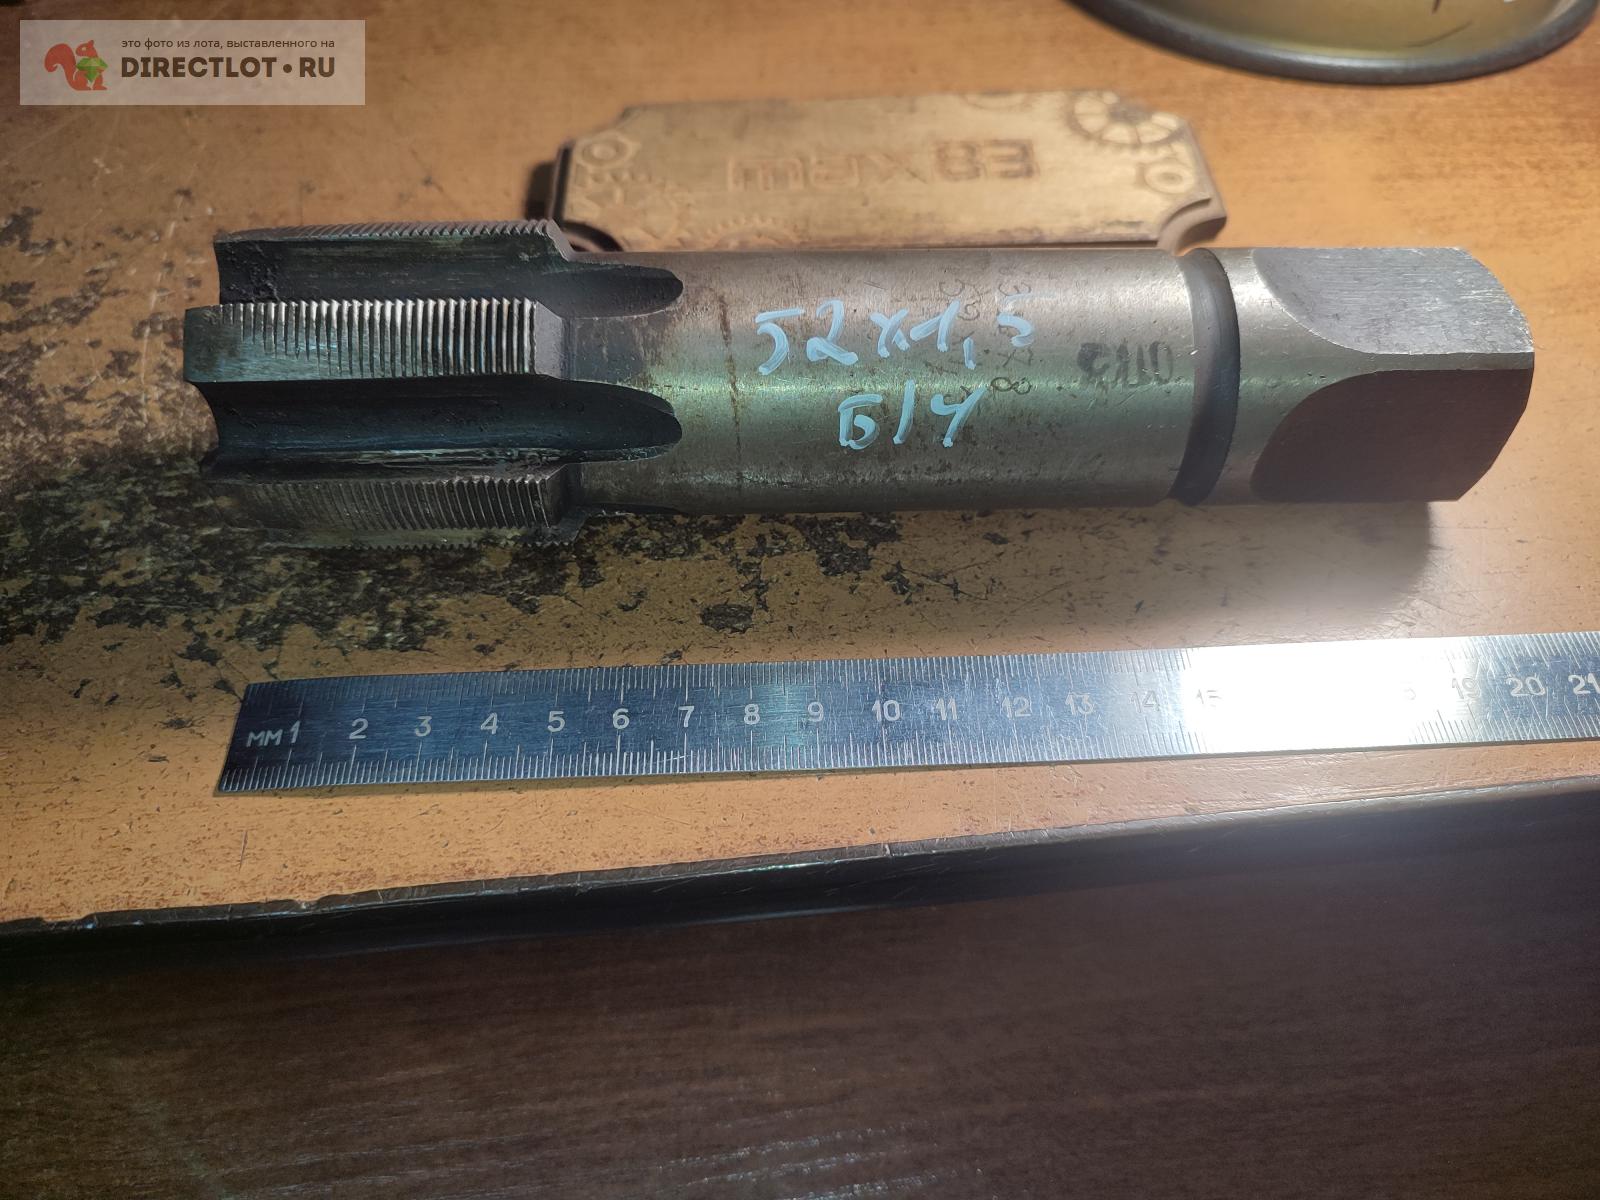 это фото из лота, выставленного на
DIRECTLOT•RU
52х1,5
Б/У
мм 1 2 3 4 5 6 7 8 9 10 11 12 13 14 15 19 20 21